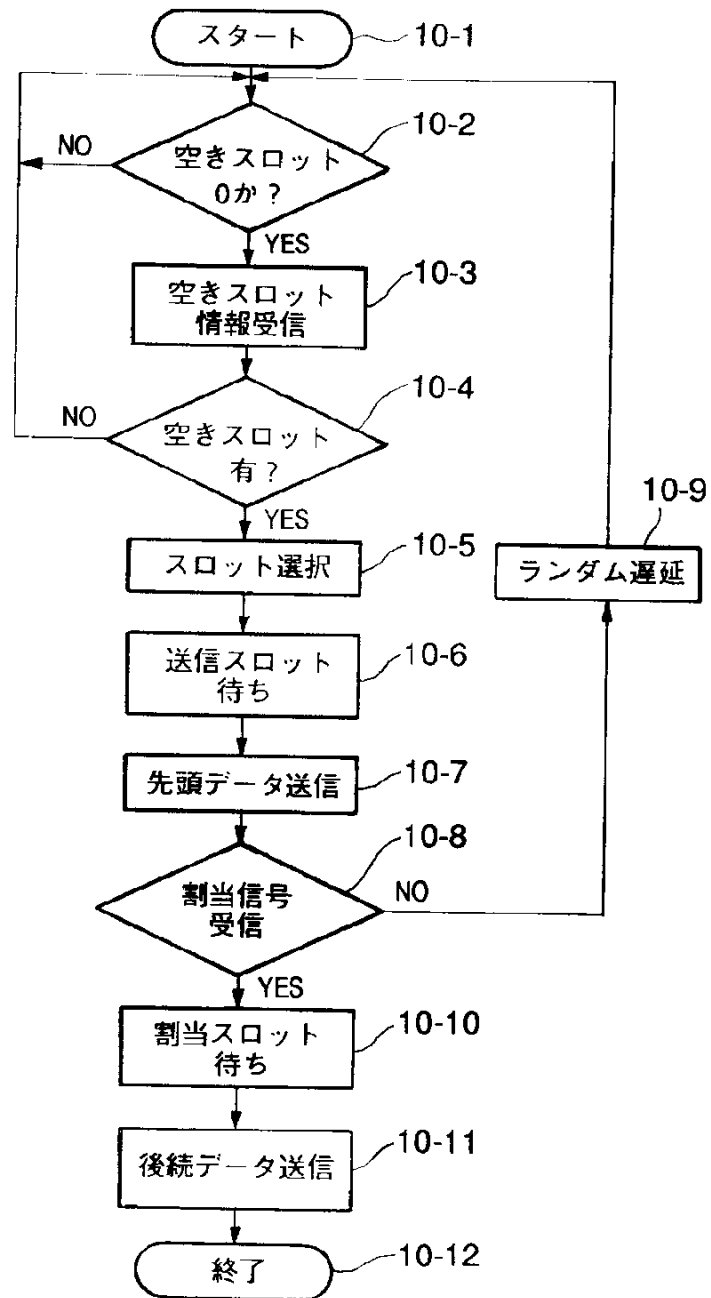 スタート
10-1
10-2
NO
空きスロット
0か?
YES
10-3
空きスロット
情報受信
10-4
NO
空きスロット
有?
YES
10-5
スロット選択
10-9
ランダム遅延
10-6
送信スロット
待ち
10-7
先頭データ送信
10-8
割当信号
受信
NO
YES
10-10
割当スロット
待ち
10-11
後続データ送信
10-12
終了